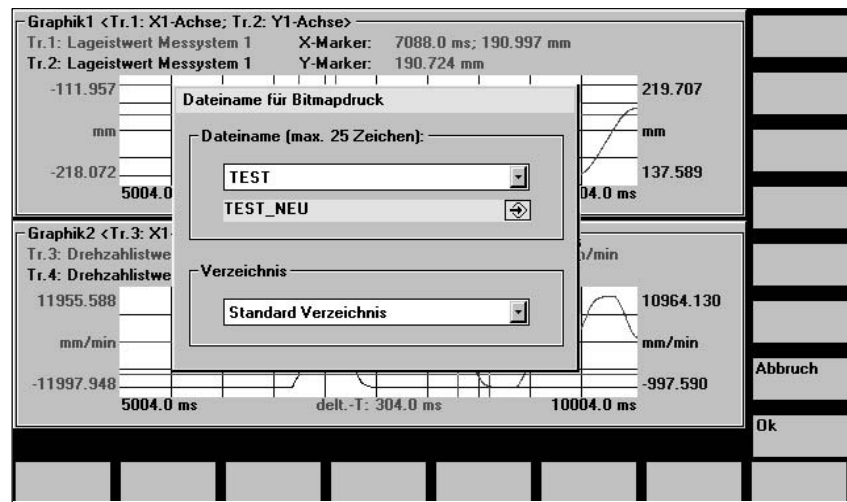 Graphik1 <Tr.1: X1-Achse; Tr.2: Y1-Achse>
Tr.1: Lageistwert Messystem 1 X-Marker: 7088.0 ms; 190.997 mm
Tr.2: Lageistwert Messystem 1 Y-Marker: 190.724 mm
-111.957 219.707
mm mm
-218.072 137.589
5004.0 04.0 ms
Dateiname für Bitmapdruck
Dateiname (max. 25 Zeichen):
TEST
TEST_NEU
Verzeichnis
Standard Verzeichnis
Graphik2 <Tr.3: X1-
Tr.3: Drehzahlistwe /min
Tr.4: Drehzahlistwe
11955.588 10964.130
mm/min mm/min
-11997.948 -997.590
5004.0 ms delt.-T: 304.0 ms 10004.0 ms
Abbruch
Ok